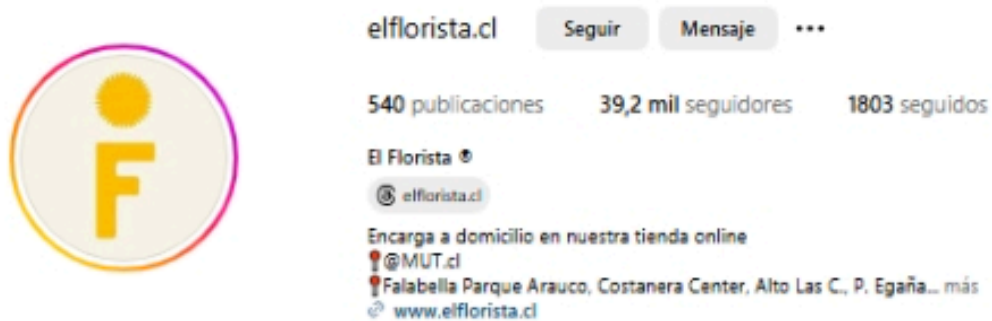 elflorista.cl Seguir Mensaje •••
540 publicaciones 39,2 mil seguidores 1803 seguidos
El Florista
elflorista.cl
Encarga a domicilio en nuestra tienda online
@MUT.cl
Falabella Parque Arauco, Costanera Center, Alto Las C., P. Egaña... más
www.elflorista.cl
F